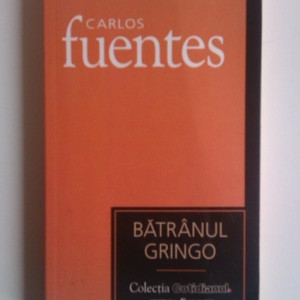 CARLOS
fuentes
BĂTRÂNUL
GRINGO
Colecția Cotidianul